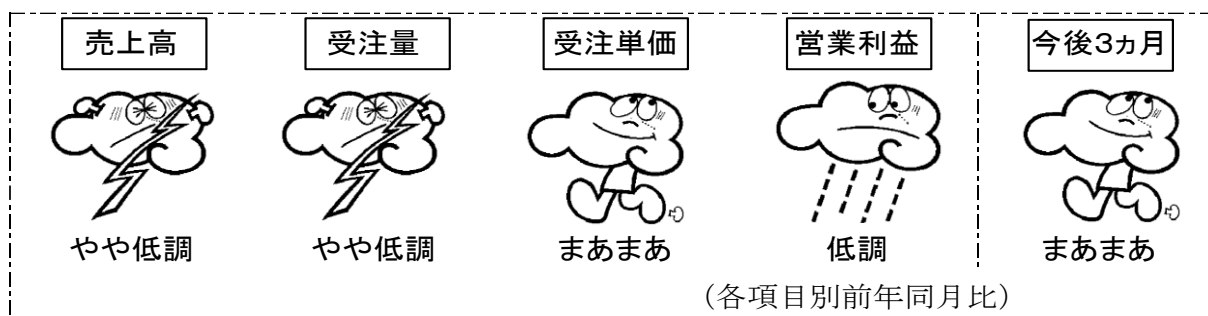 売上高 受注量 受注単価 営業利益 今後3ヵ月
やや低調 やや低調 まあまあ 低調 まあまあ
（各項目別前年同月比）